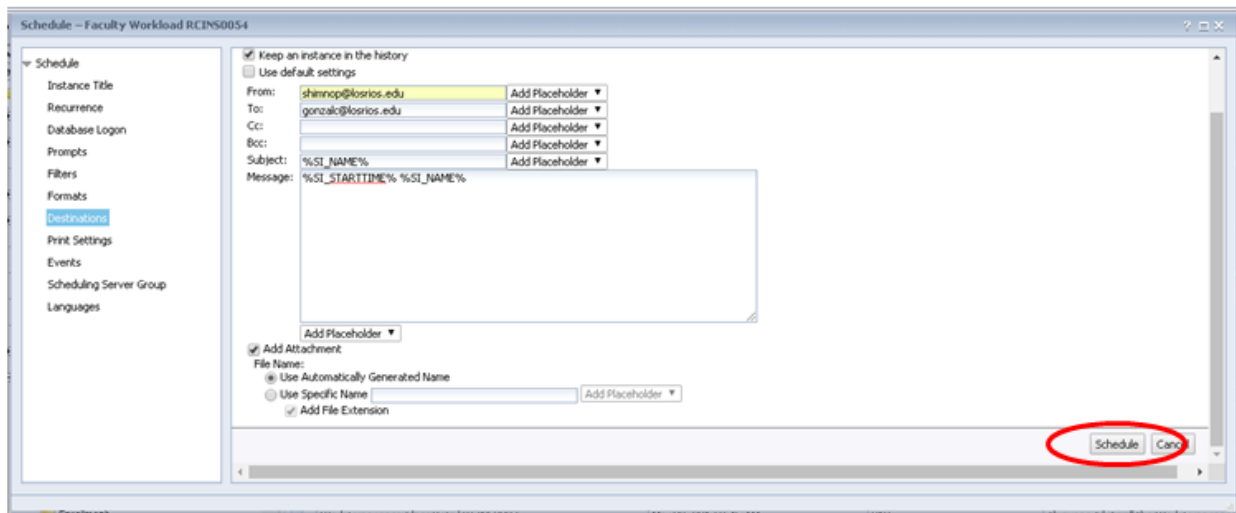 Schedule – Faculty Workload RCINS0054
Schedule
Instance Title
Recurrence
Database Logon
Prompts
Filters
Formats
Destinations
Print Settings
Events
Scheduling Server Group
Languages
Keep an instance in the history
Use default settings
From: shimnop@losrios.edu Add Placeholder
To: gonzalc@losrios.edu Add Placeholder
Cc: Add Placeholder
Bcc: Add Placeholder
Subject: %SI_NAME% Add Placeholder
Message: %SI_STARTTIME% %SI_NAME%
Add Placeholder
Add Attachment
File Name:
Use Automatically Generated Name
Use Specific Name Add Placeholder
Add File Extension
Schedule Cancel